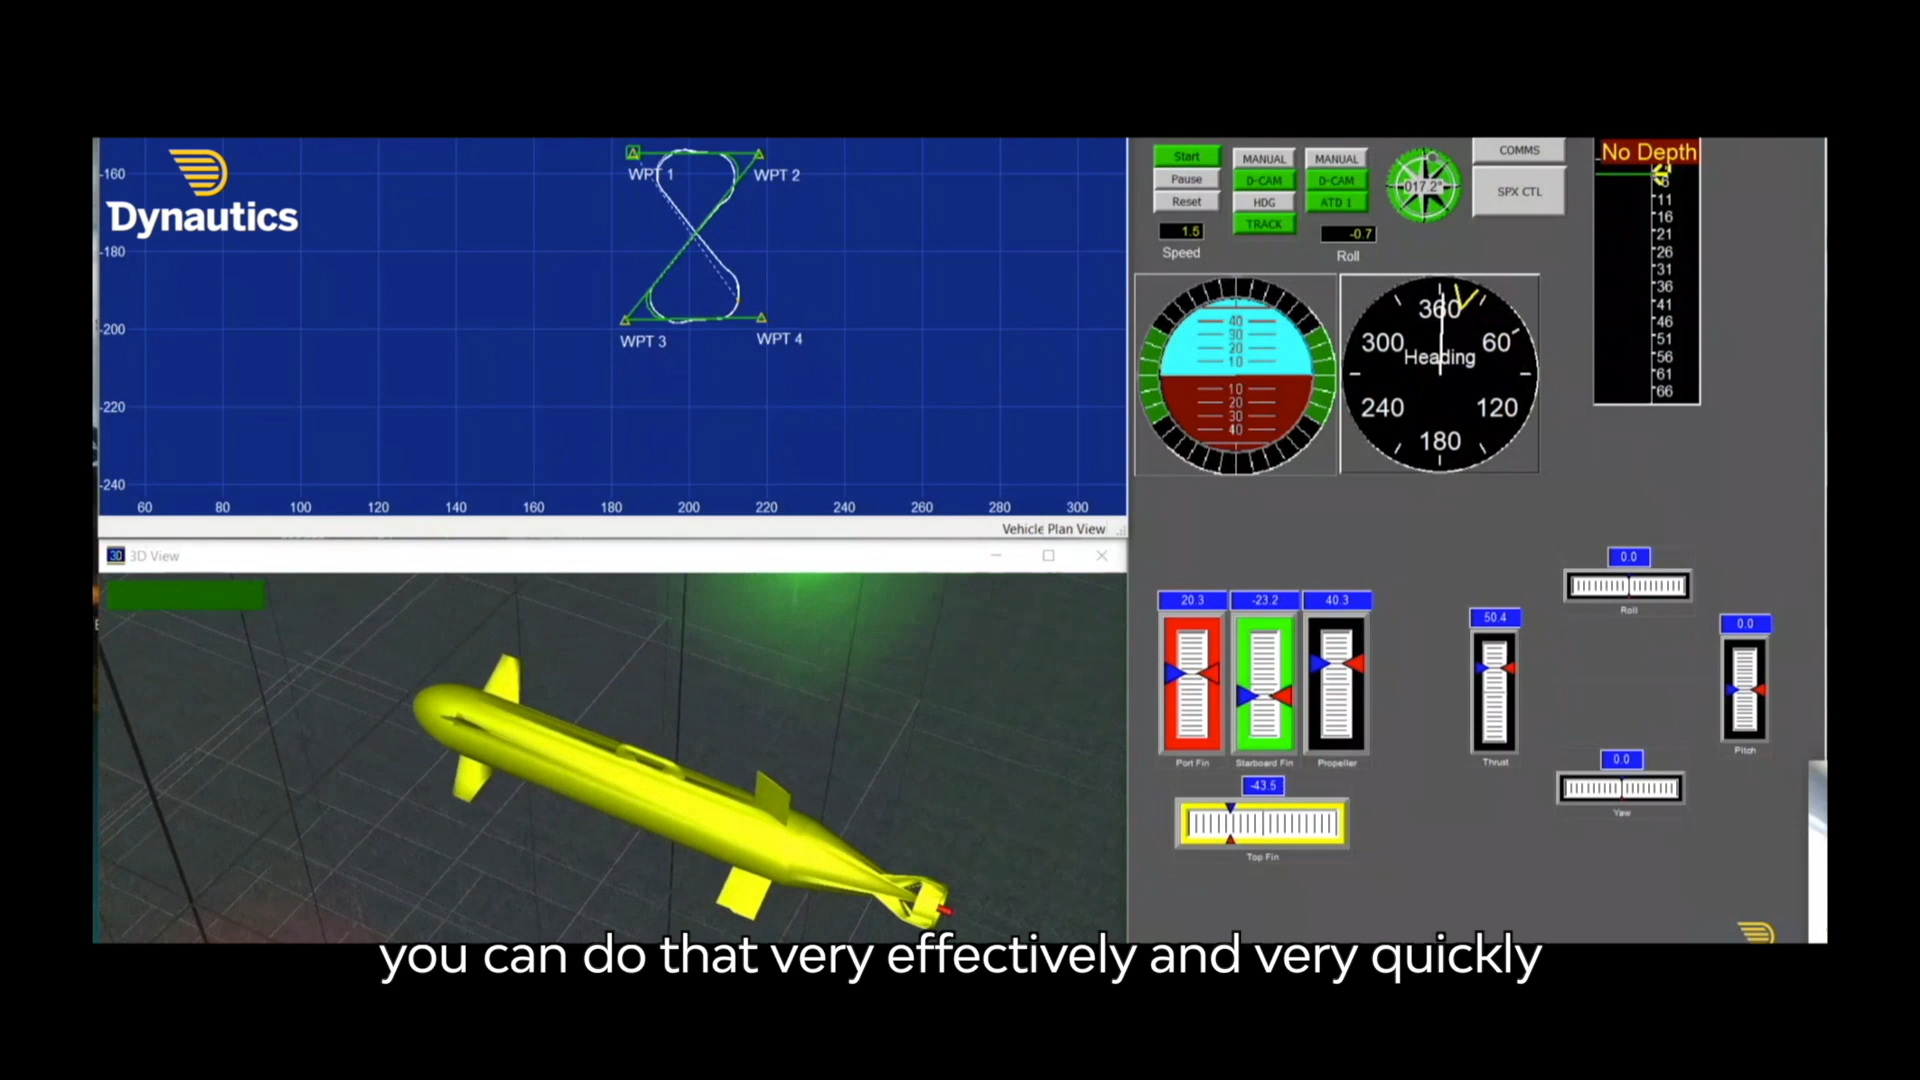 Dynautics
-160
-180
-200
-220
-240
60 80 100 120 140 160 180 200 220 240 260 280 300
WPT 1
WPT 2
WPT 3
WPT 4
Vehicle Plan View
3D 3D View
Start
Pause
Reset
1.5
Speed
MANUAL
D-CAM
HDG
TRACK
MANUAL
D-CAM
ATD 1
-0.7
Roll
017.2°
COMMS
SPX CTL
No Depth
11
16
21
26
31
36
41
46
51
56
61
66
40
30
20
10
10
20
30
40
360
60
120
180
240
300
Heading
20.3
Port Fin
-23.2
Starboard Fin
40.3
Propeller
-43.5
Top Fin
50.4
Thrust
0.0
Roll
0.0
Pitch
0.0
Yaw
you can do that very effectively and very quickly